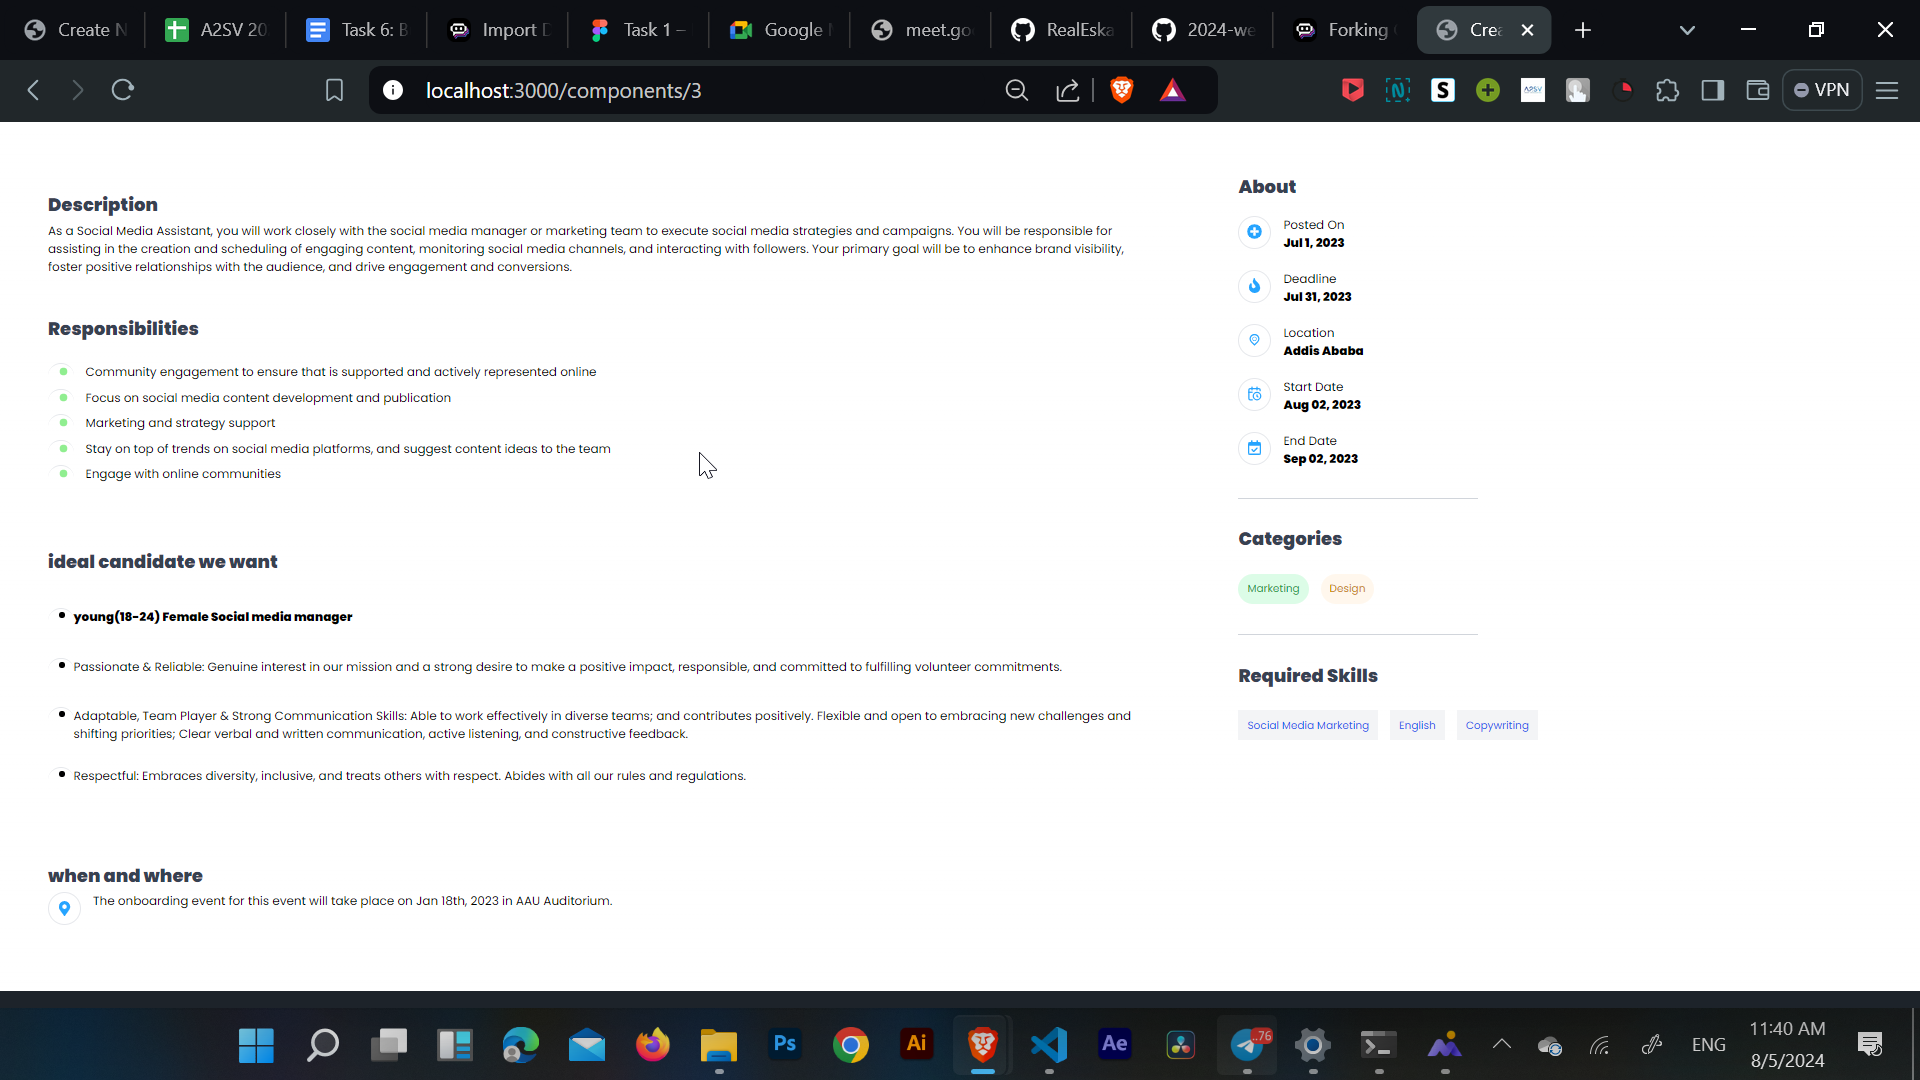 Create N
A2SV 20
Task 6: B
Import D
Task 1 –
Google M
meet.go
RealEska
2024-we
Forking
Crea
localhost:3000/components/3
VPN
Description
As a Social Media Assistant, you will work closely with the social media manager or marketing team to execute social media strategies and campaigns. You will be responsible for
assisting in the creation and scheduling of engaging content, monitoring social media channels, and interacting with followers. Your primary goal will be to enhance brand visibility,
foster positive relationships with the audience, and drive engagement and conversions.
Responsibilities
Community engagement to ensure that is supported and actively represented online
Focus on social media content development and publication
Marketing and strategy support
Stay on top of trends on social media platforms, and suggest content ideas to the team
Engage with online communities
ideal candidate we want
young(18-24) Female Social media manager
Passionate & Reliable: Genuine interest in our mission and a strong desire to make a positive impact, responsible, and committed to fulfilling volunteer commitments.
Adaptable, Team Player & Strong Communication Skills: Able to work effectively in diverse teams; and contributes positively. Flexible and open to embracing new challenges and
shifting priorities; Clear verbal and written communication, active listening, and constructive feedback.
Respectful: Embraces diversity, inclusive, and treats others with respect. Abides with all our rules and regulations.
when and where
The onboarding event for this event will take place on Jan 18th, 2023 in AAU Auditorium.
About
Posted On
Jul 1, 2023
Deadline
Jul 31, 2023
Location
Addis Ababa
Start Date
Aug 02, 2023
End Date
Sep 02, 2023
Categories
Marketing
Design
Required Skills
Social Media Marketing
English
Copywriting
Ps
Ai
Ae
..76
ENG
11:40 AM
8/5/2024